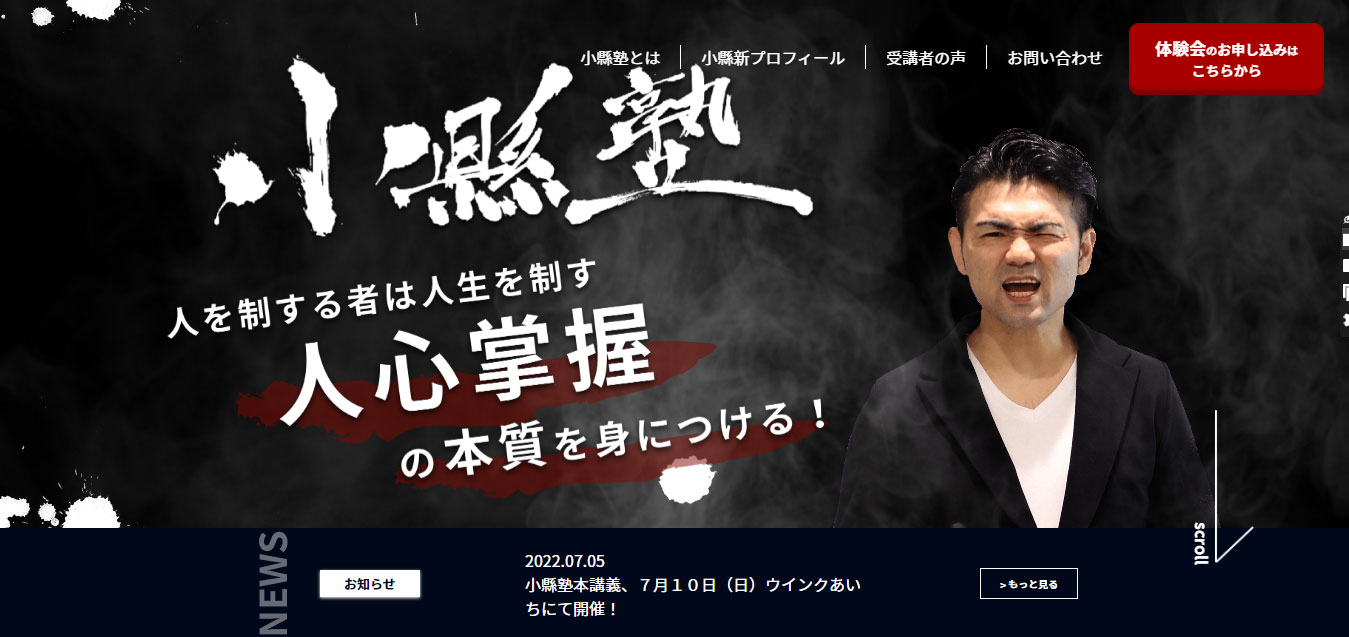 小縣塾とは
小縣新プロフィール
受講者の声
お問い合わせ
体験会のお申し込みは
こちらから
小縣塾
人を制する者は人生を制す
人心掌握
の本質を身につける！
scroll
NEWS
お知らせ
2022.07.05
小縣塾本講義、７月１０日（日）ウインクあい
ちにて開催！
> もっと見る